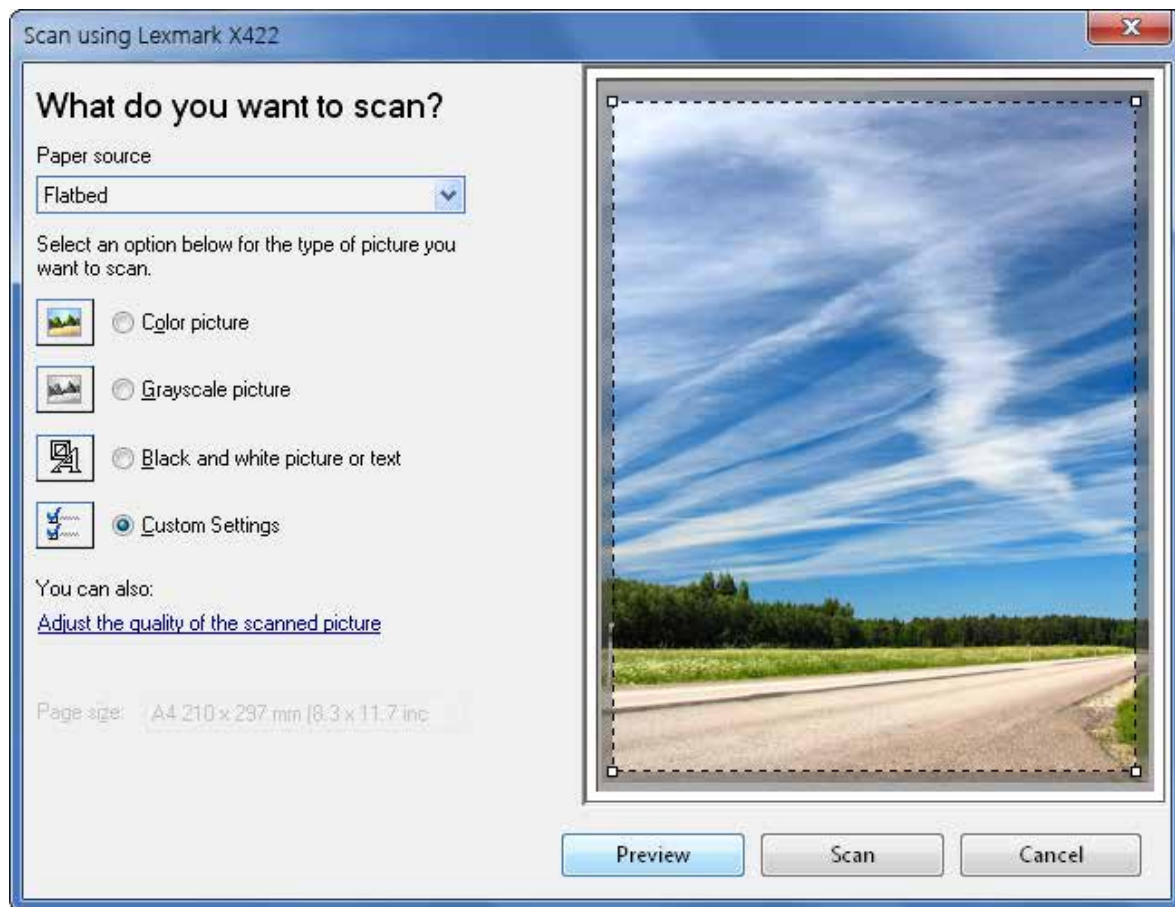 Scan using Lexmark X422
What do you want to scan?
Paper source
Flatbed
Select an option below for the type of picture you
want to scan.
Color picture
Grayscale picture
Black and white picture or text
Custom Settings
You can also:
Adjust the quality of the scanned picture
Page size: A4 210 x 297 mm (8.3 x 11.7 inc
Preview Scan Cancel